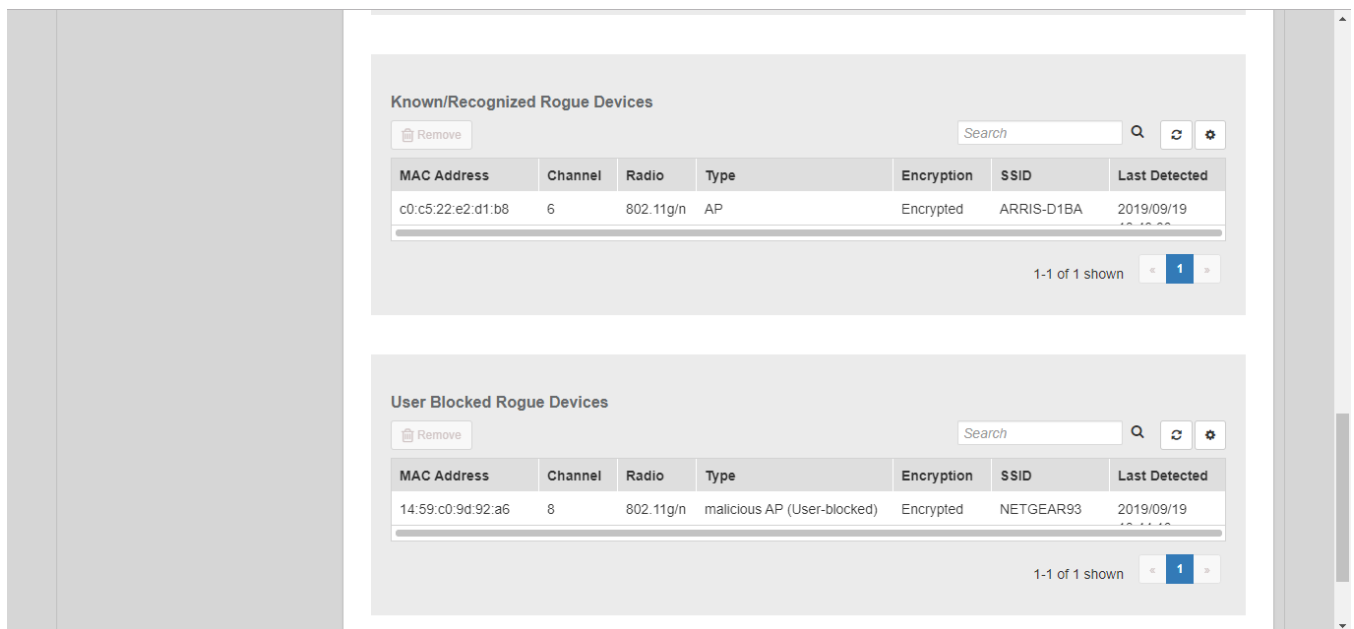 Known/Recognized Rogue Devices
Remove
Search
MAC Address Channel Radio Type Encryption SSID Last Detected
c0:c5:22:e2:d1:b8 6 802.11g/n AP Encrypted ARRIS-D1BA 2019/09/19
1-1 of 1 shown « 1 »
User Blocked Rogue Devices
Remove
Search
MAC Address Channel Radio Type Encryption SSID Last Detected
14:59:c0:9d:92:a6 8 802.11g/n malicious AP (User-blocked) Encrypted NETGEAR93 2019/09/19
1-1 of 1 shown « 1 »